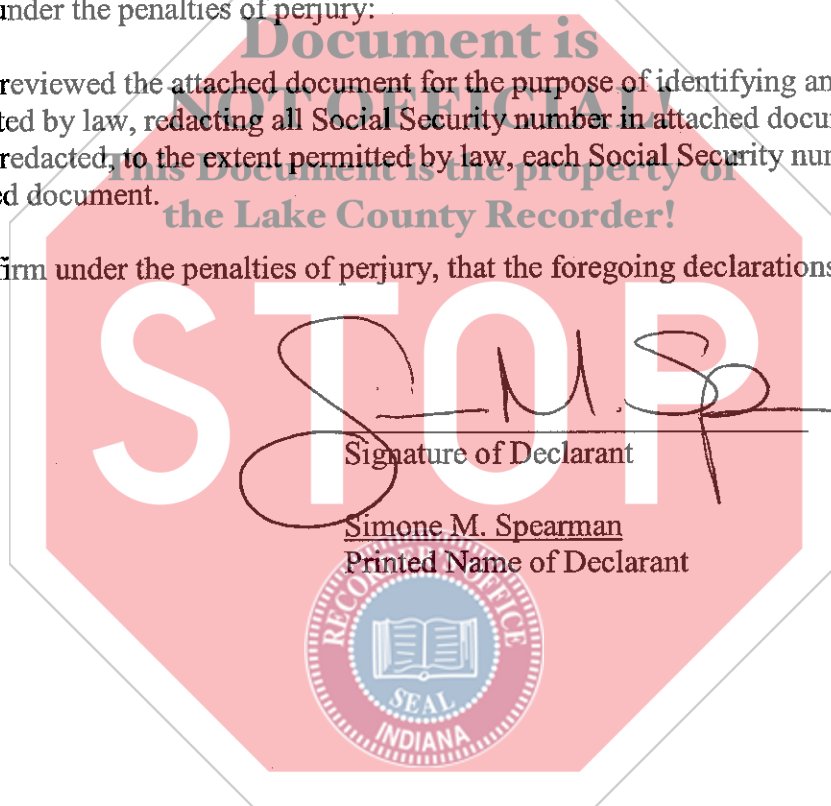 under the penalties of perjury:
Document is
reviewed the attached document for the purpose of identifying an
NOT OFFICIAL!
ted by law, redacting all Social Security number in attached docu
redacted, to the extent permitted by law, each Social Security nu
This Document is the property of
ed document.
the Lake County Recorder!
firm under the penalties of perjury, that the foregoing declarations
STOP
Signature of Declarant
Simone M. Spearman
Printed Name of Declarant
RECORDER'S OFFICE
SEAL
INDIANA